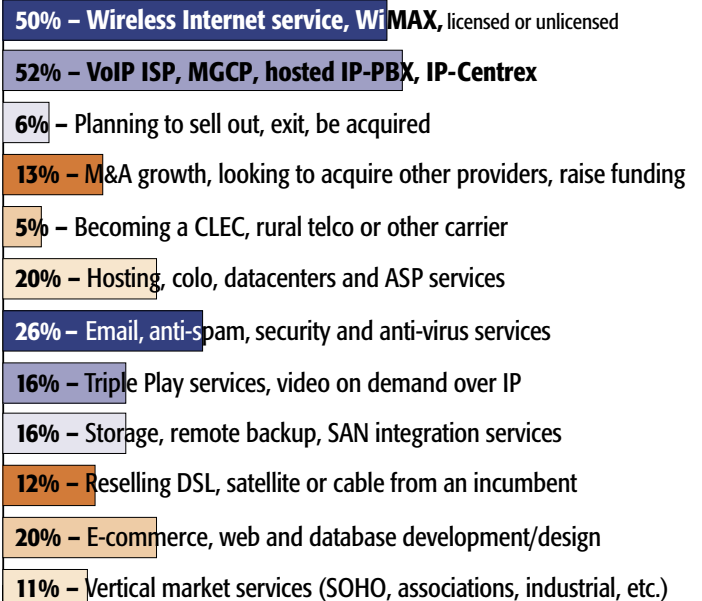 50% – Wireless Internet service, WiMAX, licensed or unlicensed
52% – VoIP ISP, MGCP, hosted IP-PBX, IP-Centrex
6% – Planning to sell out, exit, be acquired
13% – M&A growth, looking to acquire other providers, raise funding
5% – Becoming a CLEC, rural telco or other carrier
20% – Hosting, colo, datacenters and ASP services
26% – Email, anti-spam, security and anti-virus services
16% – Triple Play services, video on demand over IP
16% – Storage, remote backup, SAN integration services
12% – Reselling DSL, satellite or cable from an incumbent
20% – E-commerce, web and database development/design
11% – Vertical market services (SOHO, associations, industrial, etc.)